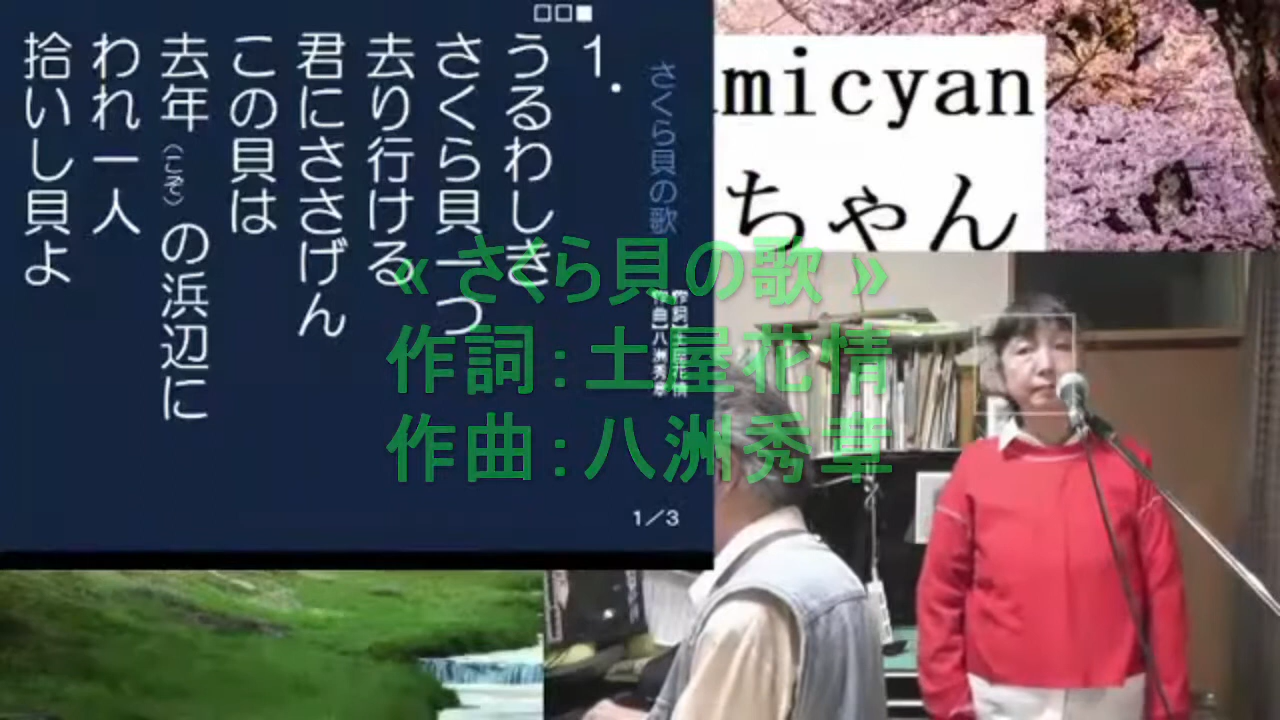 さくら貝の歌
作詞】土屋花情
作曲】八洲秀章
1.
うるわしき
さくら貝一つ
去り行ける
君にささげん
この貝は
去年（こぞ）の浜辺に
われ一人
拾いし貝よ
1／3
micyan
ちゃん
« さくら貝の歌 »
作詞：土屋花情
作曲：八洲秀章